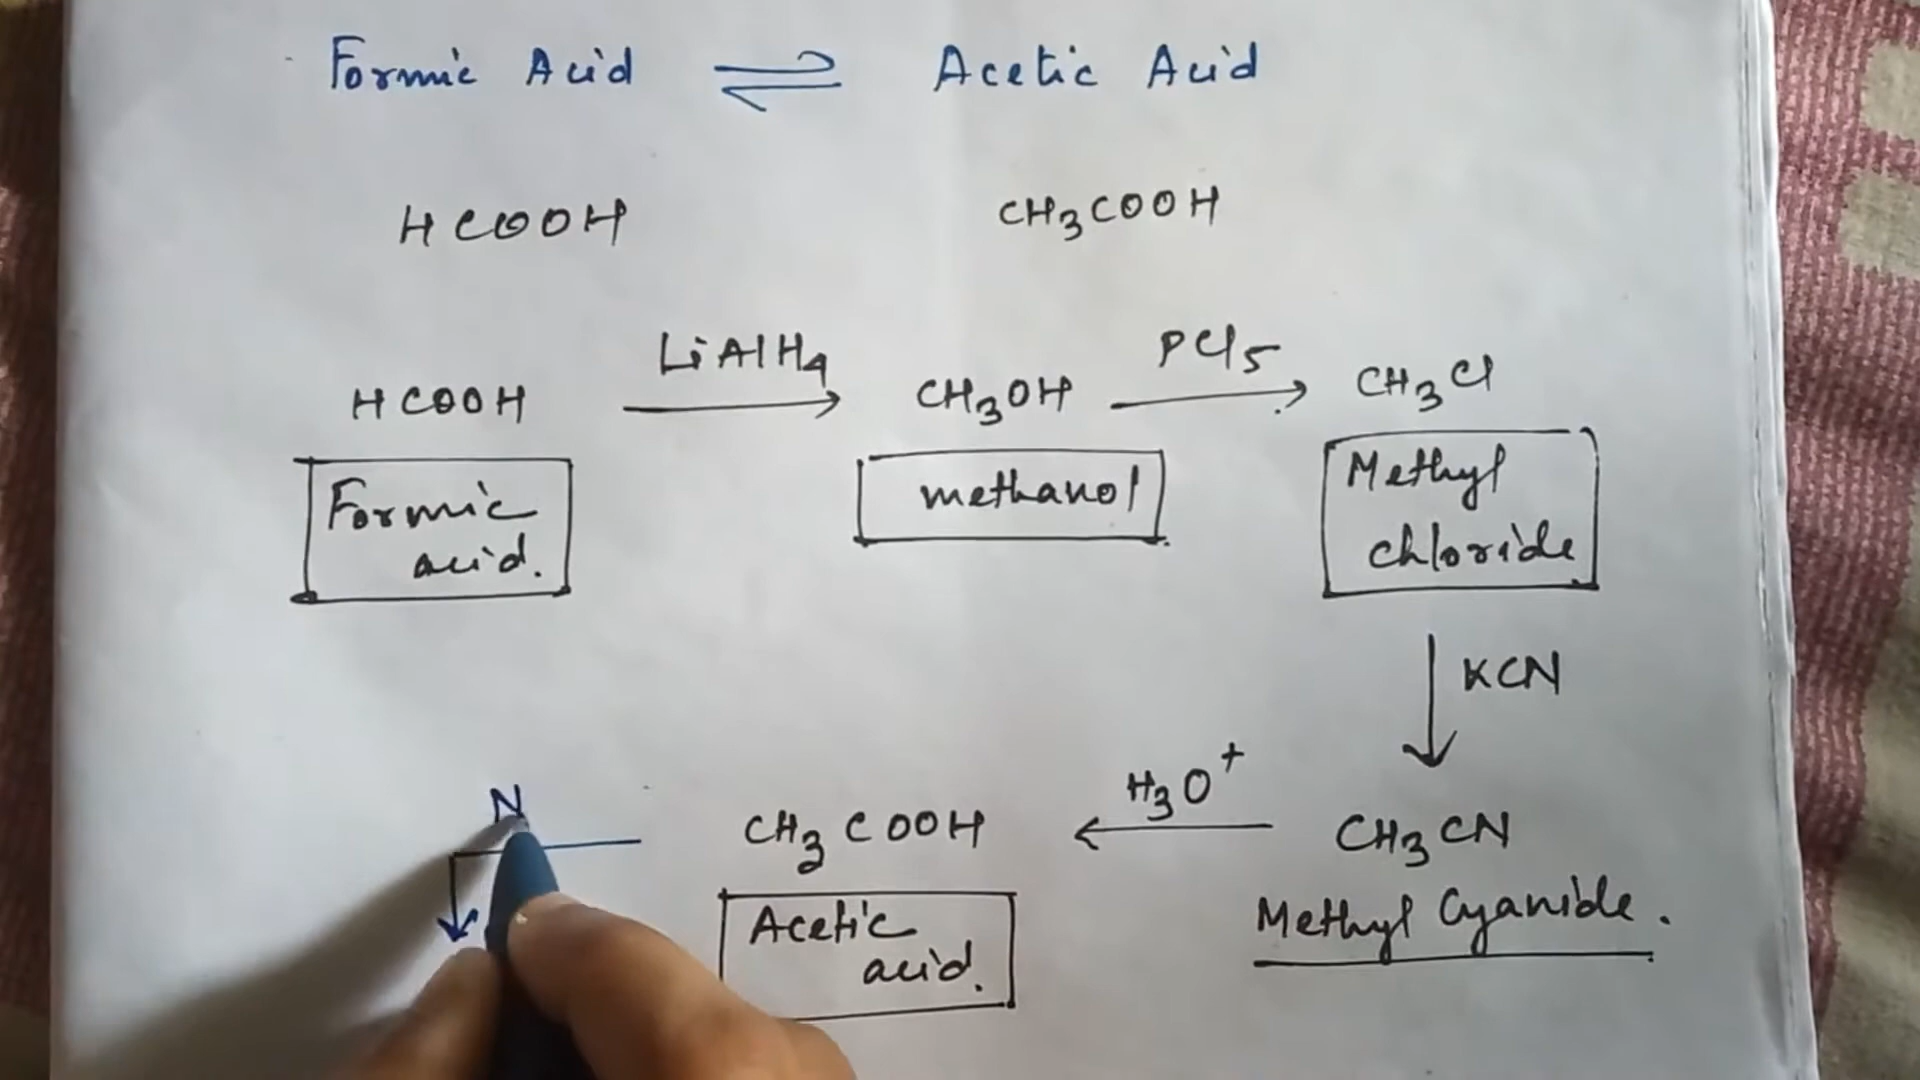 Formic Acid ⇌ Acetic Acid
HCOOH CH3COOH
HCOOH LiAlH4 → CH3OH PCl5 → CH3Cl
Formic acid. methanol Methyl chloride
↓ KCN
N CH3COOH ← H3O+ CH3CN
Acetic acid. Methyl Cyanide.